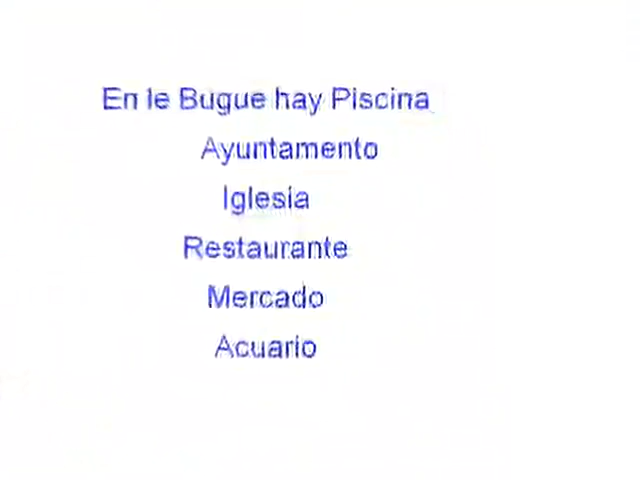 En le Bugue hay Piscina
Ayuntamento
Iglesia
Restaurante
Mercado
Acuario